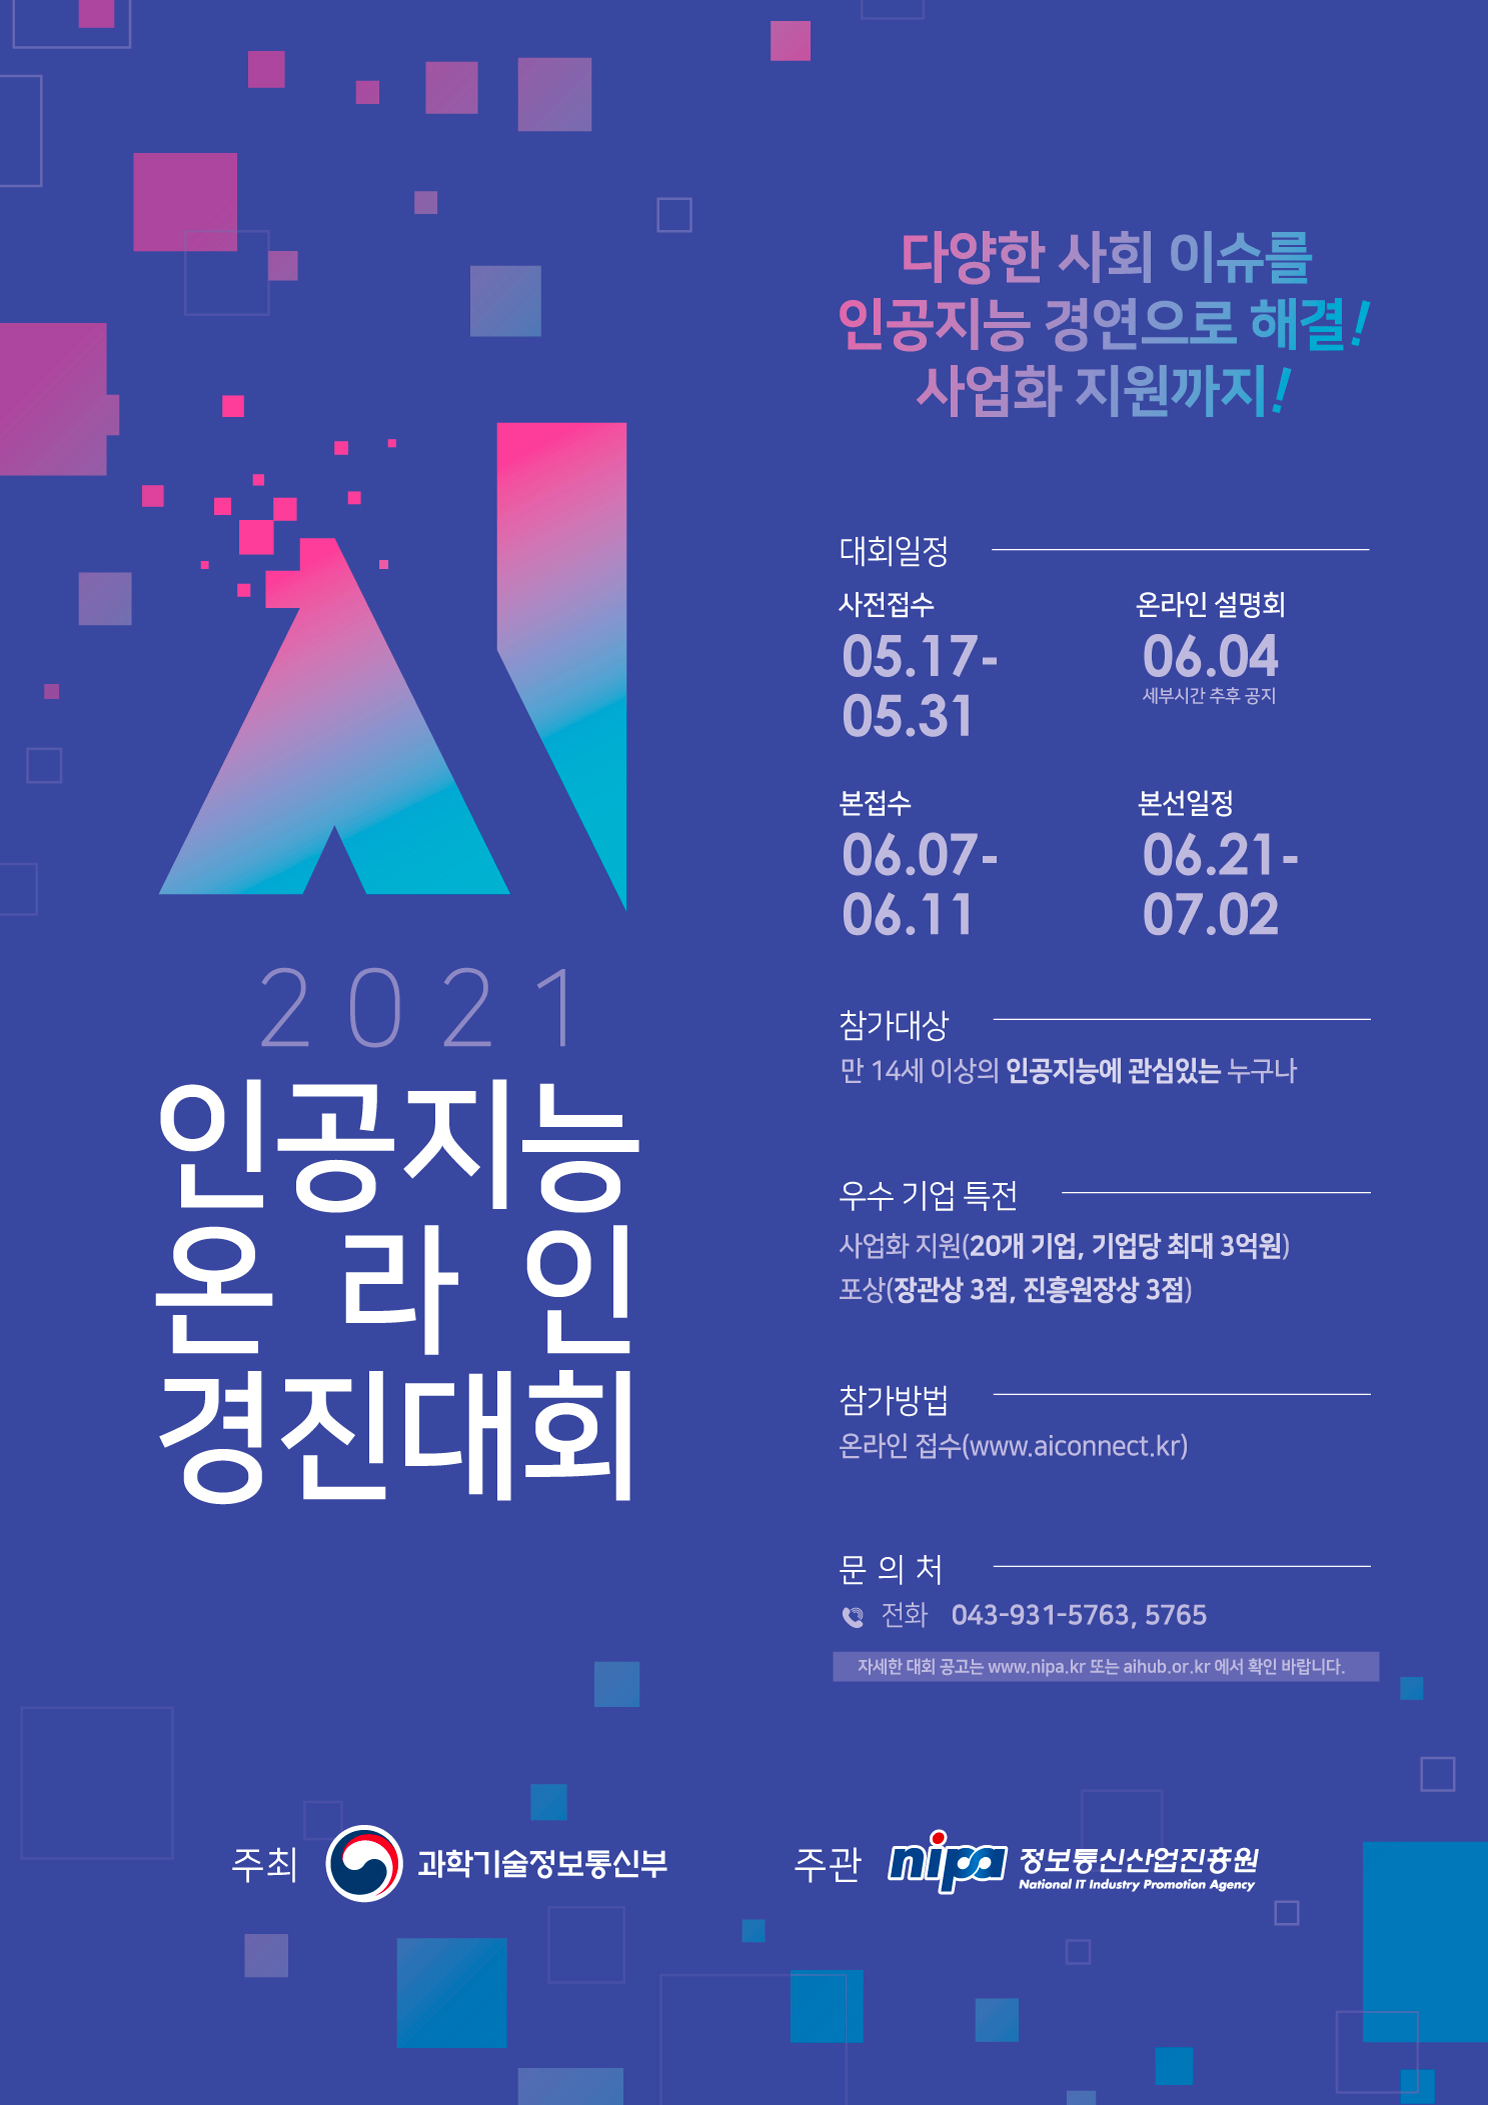 다양한 사회 이슈를
인공지능 경연으로 해결!
사업화 지원까지!
AI
2021
인공지능
온라인
경진대회
대회일정
사전접수
05.17-
05.31
온라인 설명회
06.04
세부시간 추후 공지
본접수
06.07-
06.11
본선일정
06.21-
07.02
참가대상
만 14세 이상의 인공지능에 관심있는 누구나
우수 기업 특전
사업화 지원(20개 기업, 기업당 최대 3억원)
포상(장관상 3점, 진흥원장상 3점)
참가방법
온라인 접수(www.aiconnect.kr)
문 의 처
전화 043-931-5763, 5765
자세한 대회 공고는 www.nipa.kr 또는 aihub.or.kr 에서 확인 바랍니다.
주최 과학기술정보통신부
주관 nipa 정보통신산업진흥원
National IT Industry Promotion Agency